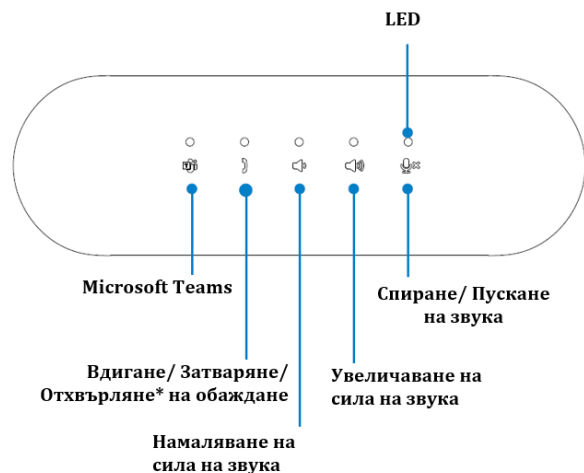 LED
Microsoft Teams
Спиране/ Пускане
на звука
Вдигане/ Затваряне/
Отхвърляне* на обаждане
Увеличаване на
сила на звука
Намаляване на
сила на звука